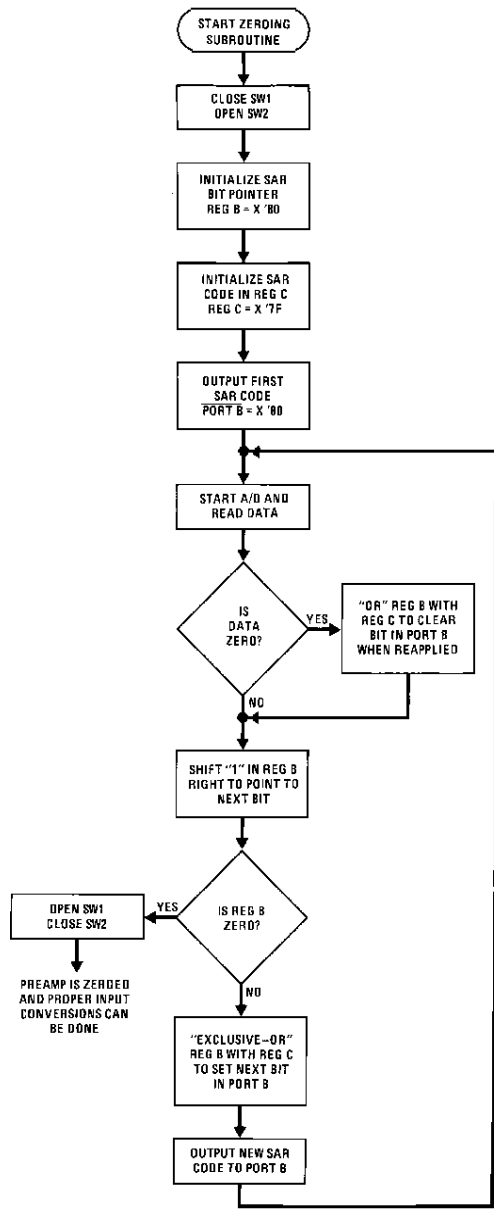 START ZEROING
SUBROUTINE
CLOSE SW1
OPEN SW2
INITIALIZE SAR
BIT POINTER
REG B = X '80
INITIALIZE SAR
CODE IN REG C
REG C = X '7F
OUTPUT FIRST
SAR CODE
PORT B = X '80
START A/D AND
READ DATA
IS
DATA
ZERO?
YES
"OR" REG B WITH
REG C TO CLEAR
BIT IN PORT B
WHEN REAPPLIED
NO
SHIFT "1" IN REG B
RIGHT TO POINT TO
NEXT BIT
IS REG B
ZERO?
YES
OPEN SW1
CLOSE SW2
PREAMP IS ZEROED
AND PROPER INPUT
CONVERSIONS CAN
BE DONE
NO
"EXCLUSIVE-OR"
REG B WITH REG C
TO SET NEXT BIT
IN PORT B
OUTPUT NEW SAR
CODE TO PORT B